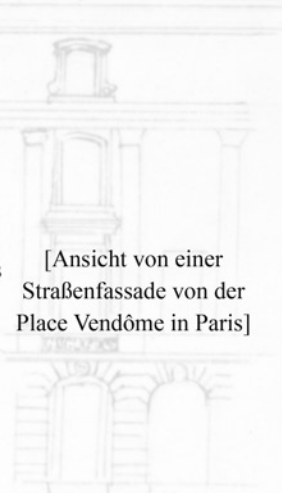 [Ansicht von einer
Straßenfassade von der
Place Vendôme in Paris]